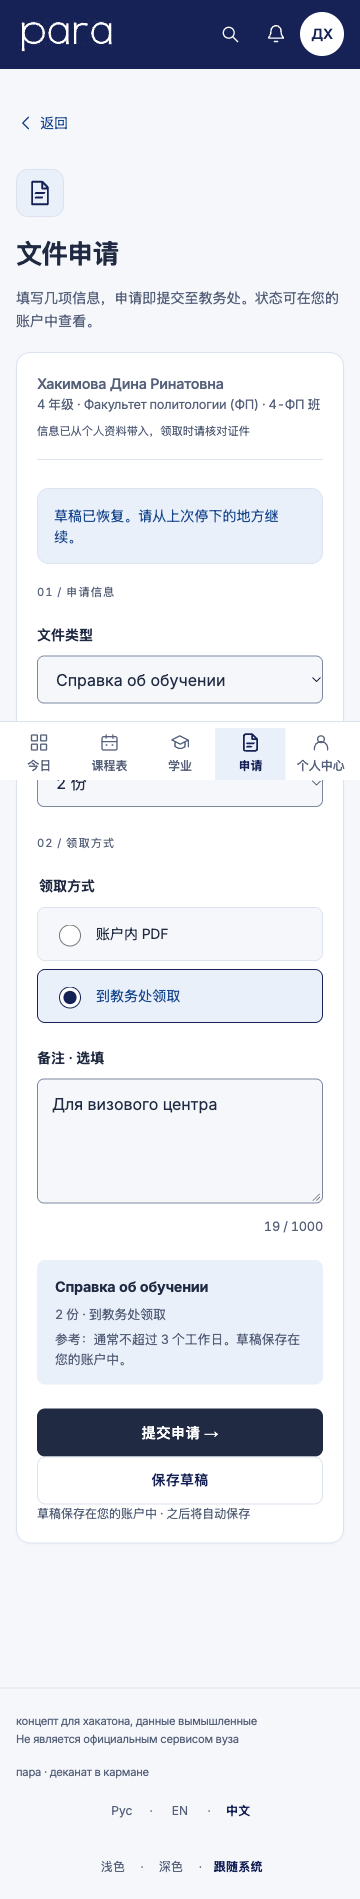 para
ДХ
返回
文件申请
填写几项信息，申请即提交至教务处。状态可在您的
账户中查看。
Хакимова Дина Ринатовна
4 年级 · Факультет политологии (ФП) · 4-ФП 班
信息已从个人资料带入，领取时请核对证件
草稿已恢复。请从上次停下的地方继
续。
01 / 申请信息
文件类型
Справка об обучении
今日
课程表
学业
申请
个人中心
2 份
02 / 领取方式
领取方式
账户内 PDF
到教务处领取
备注 · 选填
Для визового центра
19 / 1000
Справка об обучении
2 份 · 到教务处领取
参考：通常不超过 3 个工作日。草稿保存在
您的账户中。
提交申请 →
保存草稿
草稿保存在您的账户中 · 之后将自动保存
концепт для хакатона, данные вымышленные
Не является официальным сервисом вуза
пара · деканат в кармане
Рус · EN · 中文
浅色 · 深色 · 跟随系统